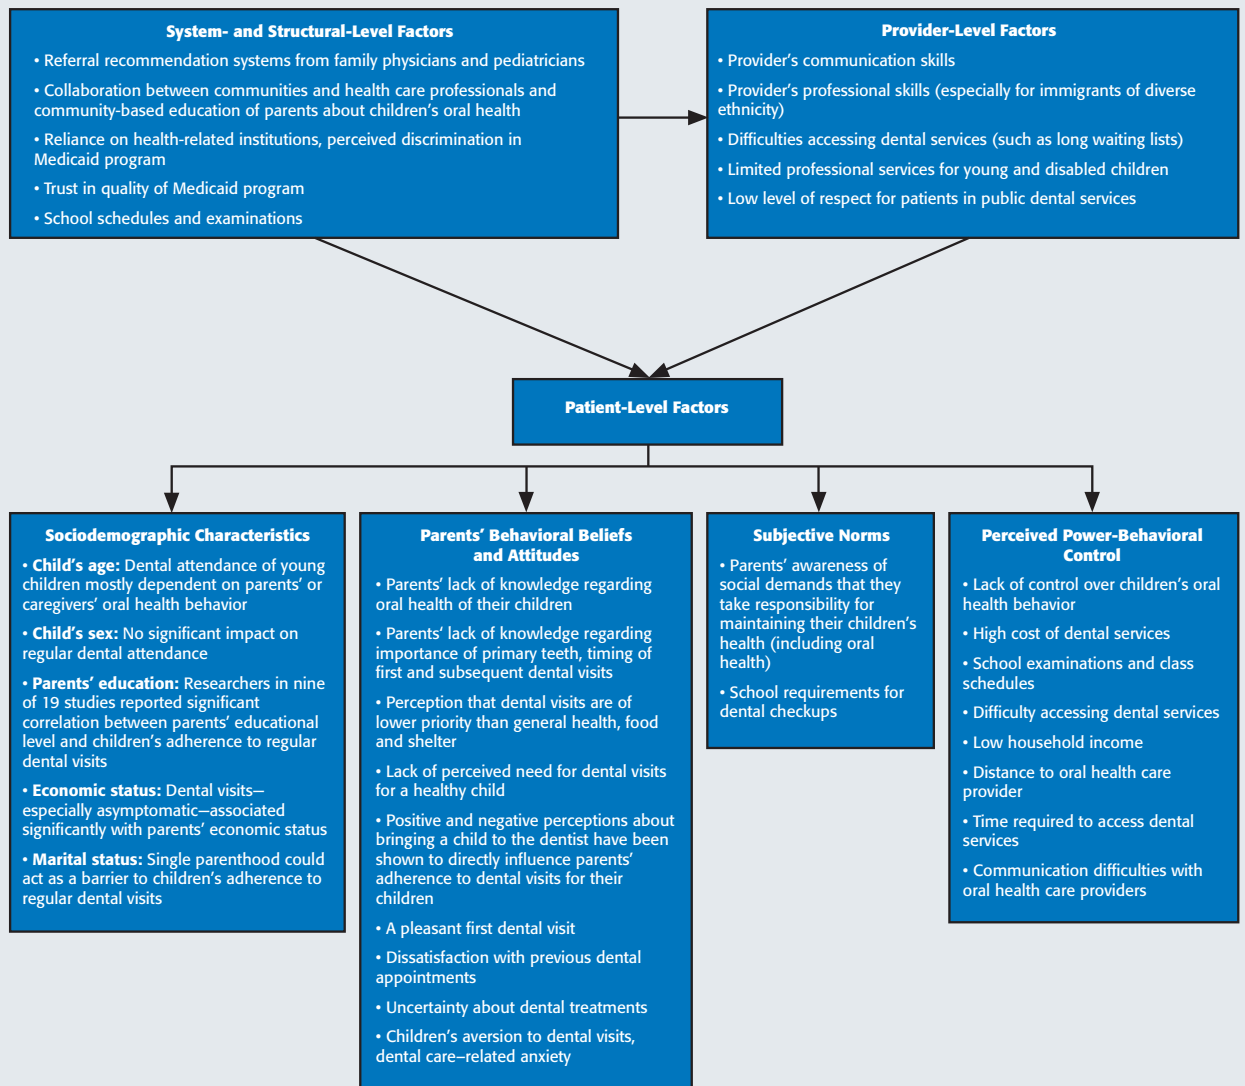 System- and Structural-Level Factors
• Referral recommendation systems from family physicians and pediatricians
• Collaboration between communities and health care professionals and
community-based education of parents about children's oral health
• Reliance on health-related institutions, perceived discrimination in
Medicaid program
• Trust in quality of Medicaid program
• School schedules and examinations
Provider-Level Factors
• Provider's communication skills
• Provider's professional skills (especially for immigrants of diverse
ethnicity)
• Difficulties accessing dental services (such as long waiting lists)
• Limited professional services for young and disabled children
• Low level of respect for patients in public dental services
Patient-Level Factors
Sociodemographic Characteristics
• Child's age: Dental attendance of young
children mostly dependent on parents' or
caregivers' oral health behavior
• Child's sex: No significant impact on
regular dental attendance
• Parents' education: Researchers in nine
of 19 studies reported significant
correlation between parents' educational
level and children's adherence to regular
dental visits
• Economic status: Dental visits—
especially asymptomatic—associated
significantly with parents' economic status
• Marital status: Single parenthood could
act as a barrier to children's adherence to
regular dental visits
Parents' Behavioral Beliefs
and Attitudes
• Parents' lack of knowledge regarding
oral health of their children
• Parents' lack of knowledge regarding
importance of primary teeth, timing of
first and subsequent dental visits
• Perception that dental visits are of
lower priority than general health, food
and shelter
• Lack of perceived need for dental visits
for a healthy child
• Positive and negative perceptions about
bringing a child to the dentist have been
shown to directly influence parents'
adherence to dental visits for their
children
• A pleasant first dental visit
• Dissatisfaction with previous dental
appointments
• Uncertainty about dental treatments
• Children's aversion to dental visits,
dental care–related anxiety
Subjective Norms
• Parents' awareness of
social demands that they
take responsibility for
maintaining their children's
health (including oral
health)
• School requirements for
dental checkups
Perceived Power-Behavioral
Control
• Lack of control over children's oral
health behavior
• High cost of dental services
• School examinations and class
schedules
• Difficulty accessing dental services
• Low household income
• Distance to oral health care
provider
• Time required to access dental
services
• Communication difficulties with
oral health care providers